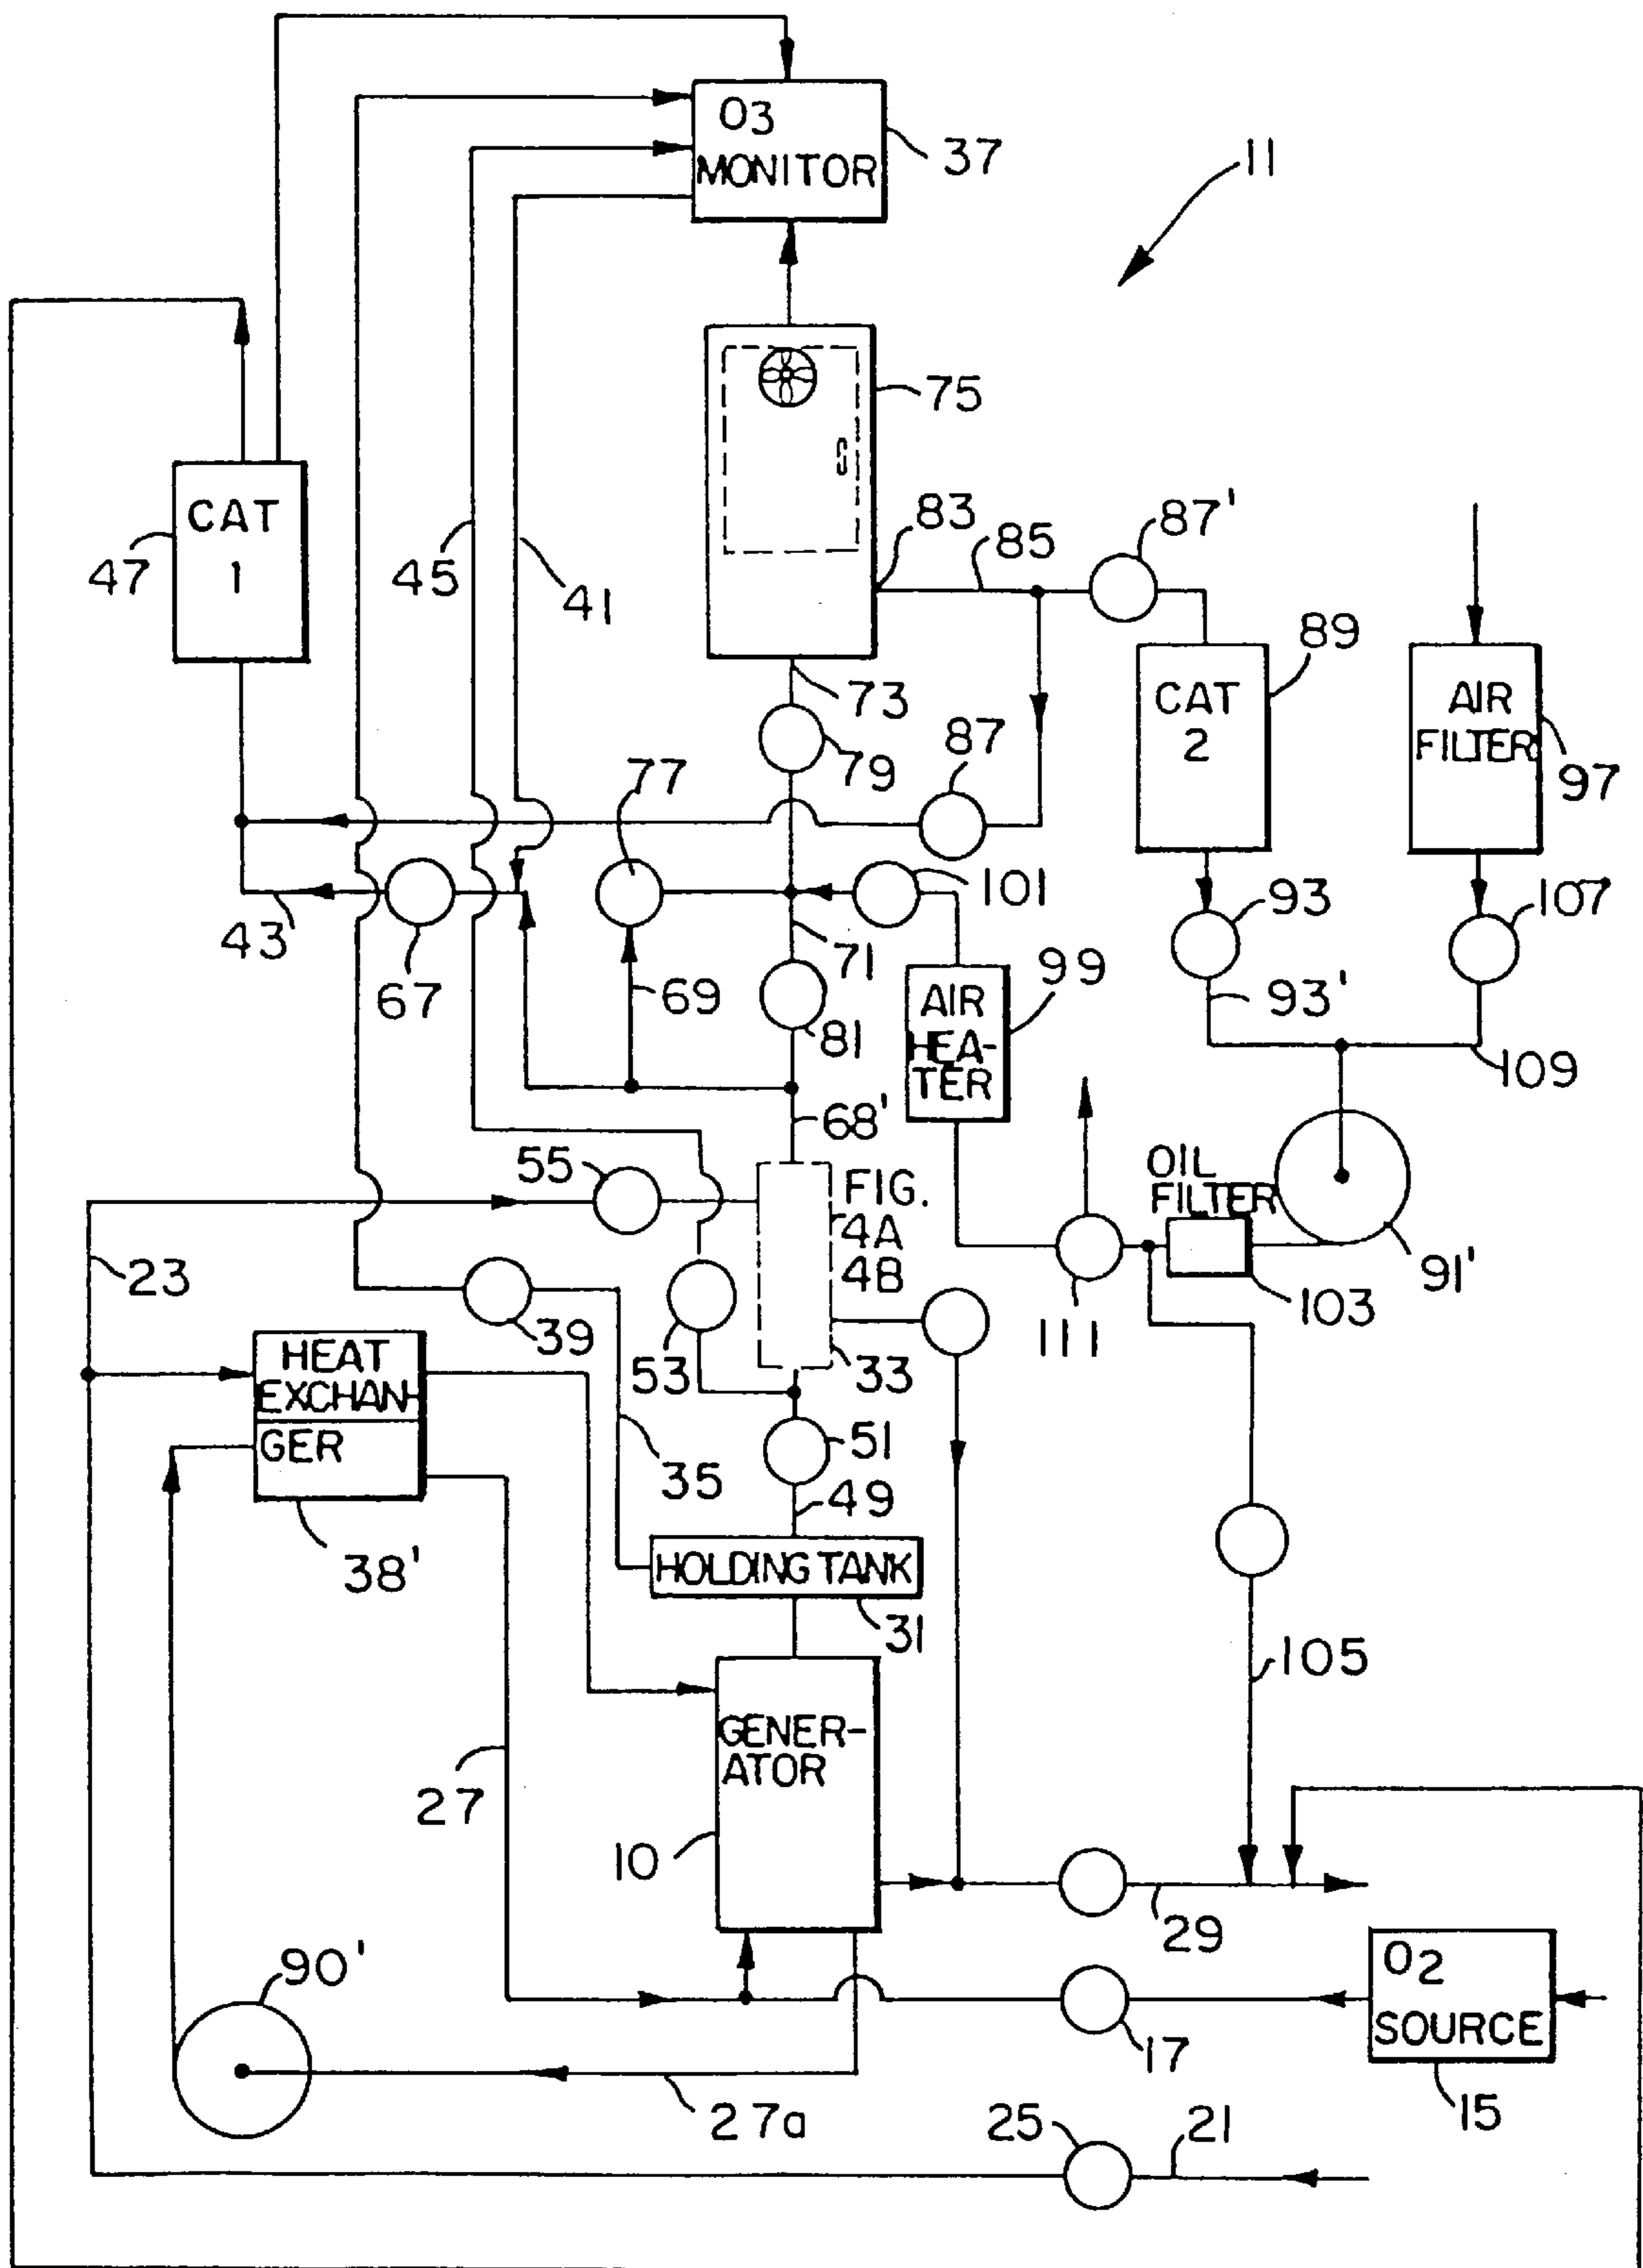 O3
MONITOR
37
11
75
83
85
87'
CAT
1
47
45
41
89
73
CAT
2
AIR
FILTER
97
79
87
77
101
93
107
43
67
71
69
99
AIR
HEA-
TER
93'
81
109
68'
55
FIG.
4A
4B
OIL
FILTER
91'
23
39
53
33
111
103
HEAT
EXCHAN-
GER
51
35
49
38'
HOLDING TANK
31
105
GENER-
ATOR
27
10
29
90'
O2
SOURCE
17
27a
25
21
15